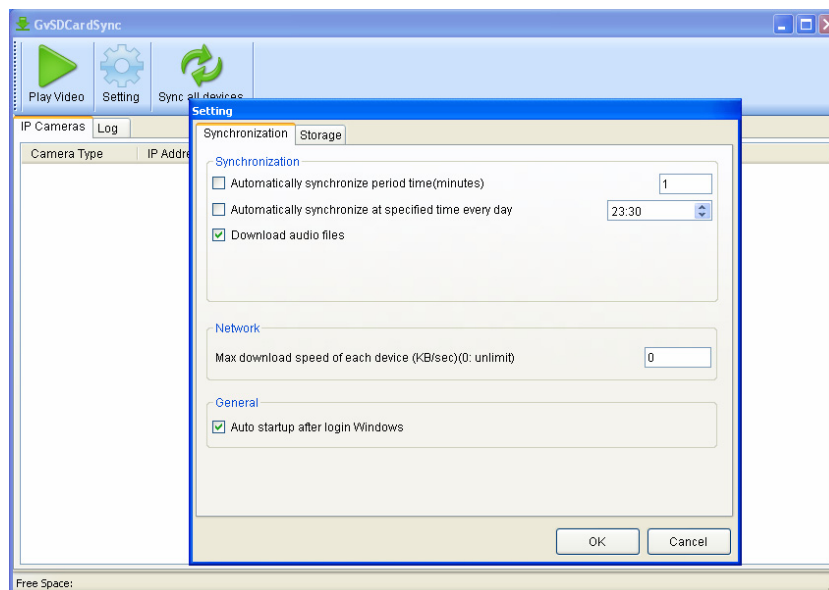 GvSDCardSync
Play Video Setting Sync all devices
IP Cameras Log
Camera Type IP Addre
Setting
Synchronization Storage
Synchronization
Automatically synchronize period time(minutes) 1
Automatically synchronize at specified time every day 23:30
Download audio files
Network
Max download speed of each device (KB/sec)(0: unlimit) 0
General
Auto startup after login Windows
OK Cancel
Free Space: